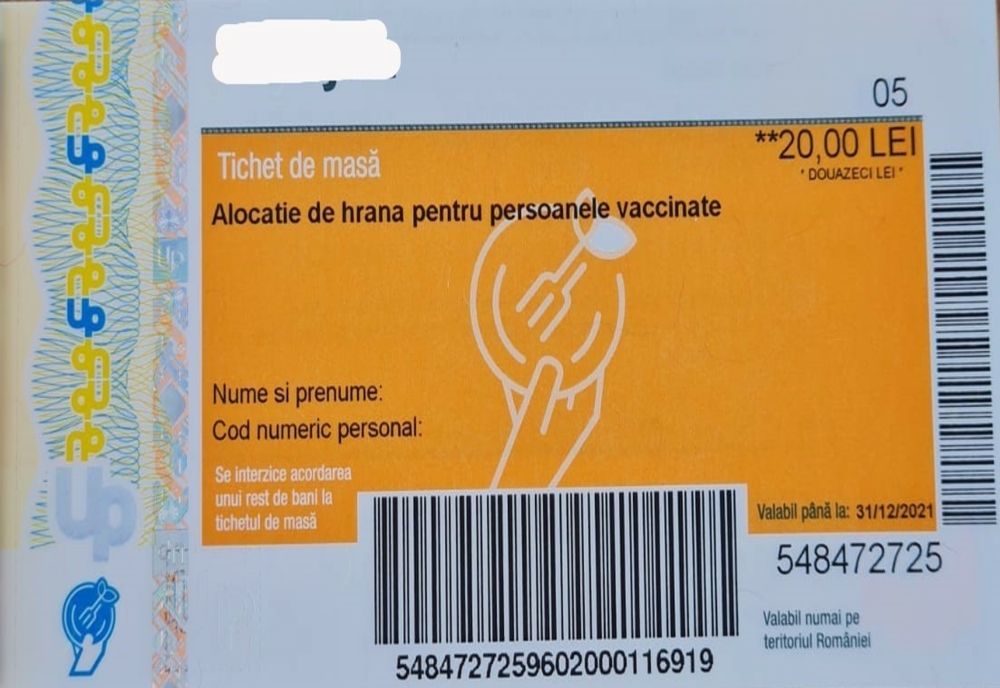 05
Tichet de masă
**20,00 LEI
* DOUAZECI LEI *
Alocatie de hrana pentru persoanele vaccinate
Nume si prenume:
Cod numeric personal:
Se interzice acordarea
unui rest de bani la
tichetul de masă
Valabil până la: 31/12/2021
548472725
Valabil numai pe
teritoriul României
5484727259602000116919
up